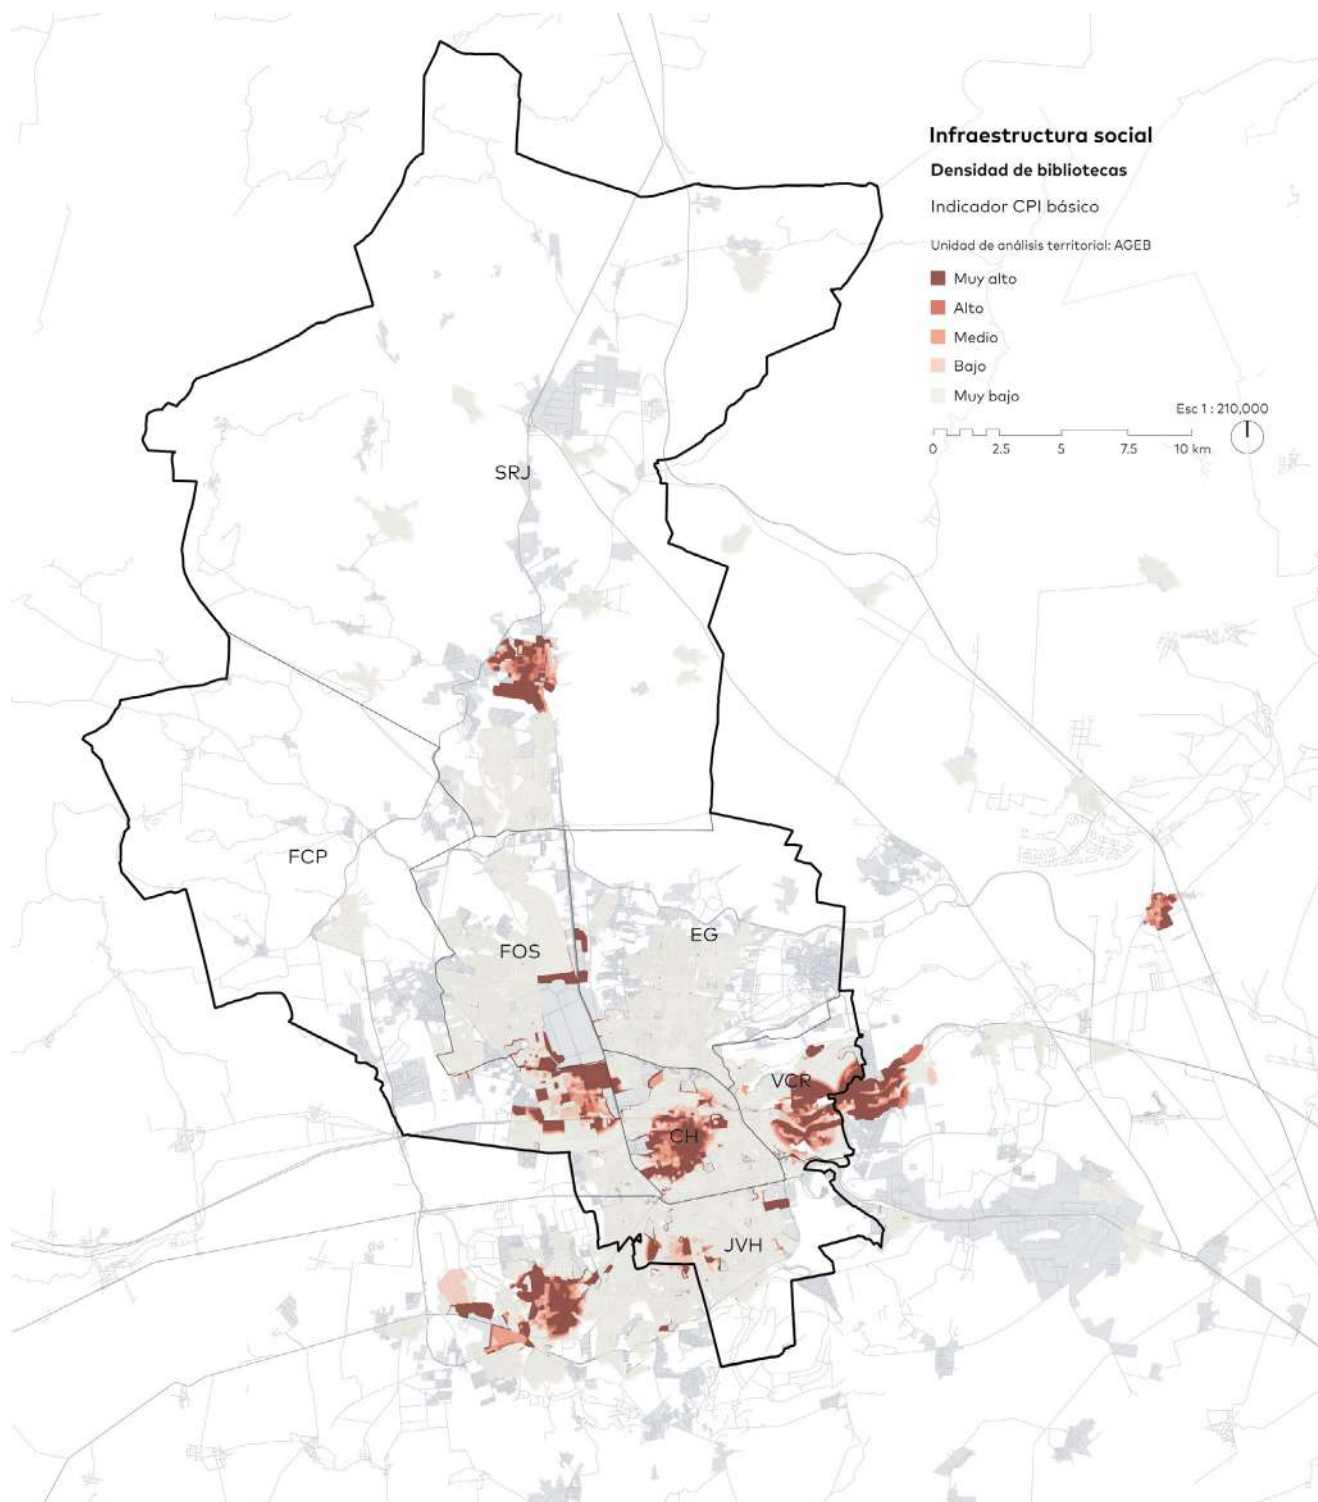 Infraestructura social
Densidad de bibliotecas
Indicador CPI básico
Unidad de análisis territorial: AGEB
Muy alto
Alto
Medio
Bajo
Muy bajo
Esc 1 : 210,000
0 2.5 5 7.5 10 km
SRJ
FCP
FOS
EG
VCR
CH
JVH